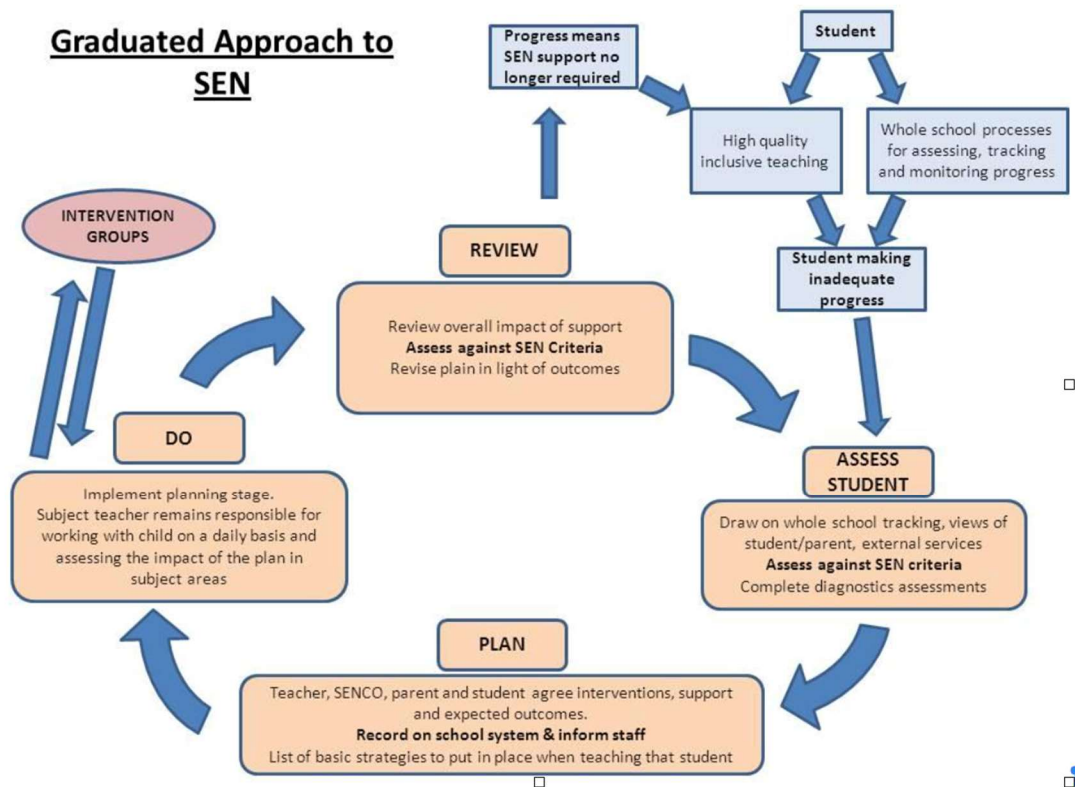 Graduated Approach to
SEN
Progress means
SEN support no
longer required
Student
High quality
inclusive teaching
Whole school processes
for assessing, tracking
and monitoring progress
Student making
inadequate
progress
INTERVENTION
GROUPS
REVIEW
Review overall impact of support
Assess against SEN Criteria
Revise plain in light of outcomes
DO
Implement planning stage.
Subject teacher remains responsible for
working with child on a daily basis and
assessing the impact of the plan in
subject areas
ASSESS
STUDENT
Draw on whole school tracking, views of
student/parent, external services
Assess against SEN criteria
Complete diagnostics assessments
PLAN
Teacher, SENCO, parent and student agree interventions, support
and expected outcomes.
Record on school system & inform staff
List of basic strategies to put in place when teaching that student